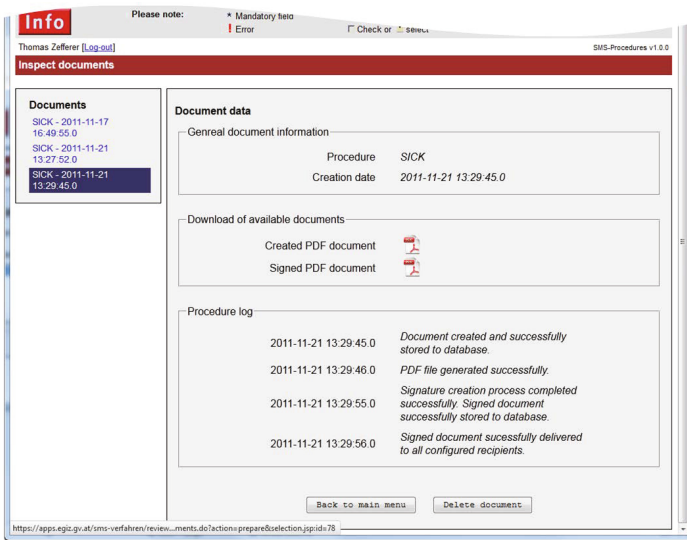 Info
Please note:
* Mandatory field
! Error
Check or select
Thomas Zefferer [Log-out]
SMS-Procedures v1.0.0
Inspect documents
Documents
SICK - 2011-11-17
16:49:55.0
SICK - 2011-11-21
13:27:52.0
SICK - 2011-11-21
13:29:45.0
Document data
Genreal document information
Procedure SICK
Creation date 2011-11-21 13:29:45.0
Download of available documents
Created PDF document
Signed PDF document
Procedure log
2011-11-21 13:29:45.0 Document created and successfully
stored to database.
2011-11-21 13:29:46.0 PDF file generated successfully.
Signature creation process completed
2011-11-21 13:29:55.0 successfully. Signed document
successfully stored to database.
2011-11-21 13:29:56.0 Signed document sucessfully delivered
to all configured recipients.
Back to main menu Delete document
https://apps.egiz.gv.at/sms-verfahren/review...ments.do?action=prepare&selection.jsp:id=78